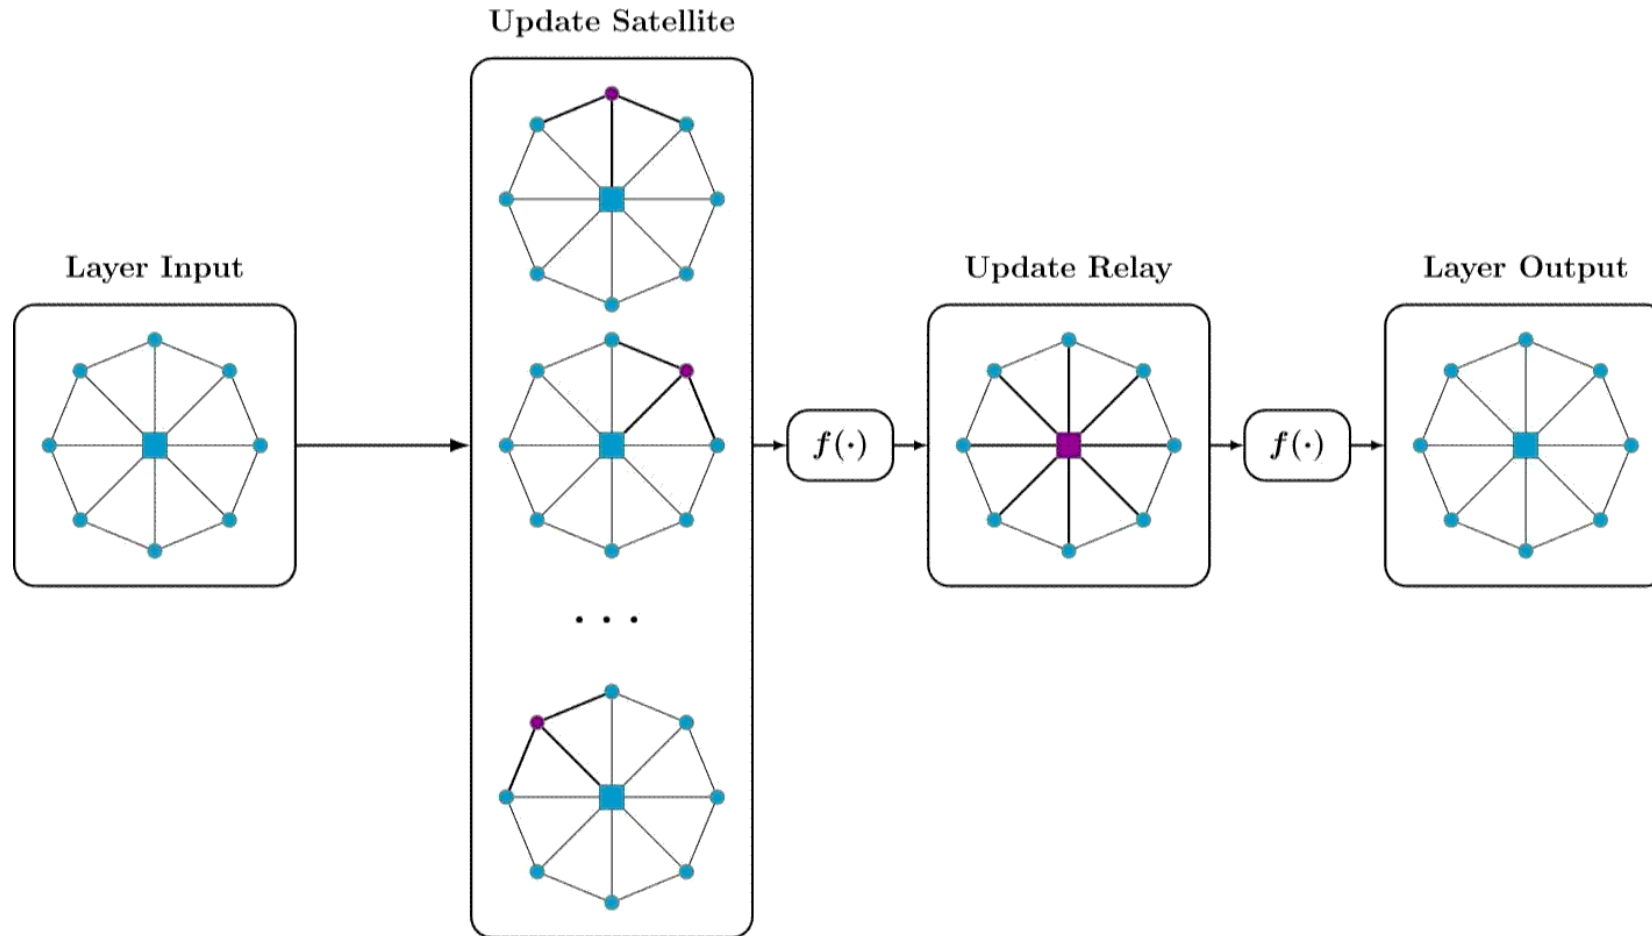 Update Satellite
Layer Input
Update Relay
Layer Output
f(·)
f(·)
. . .